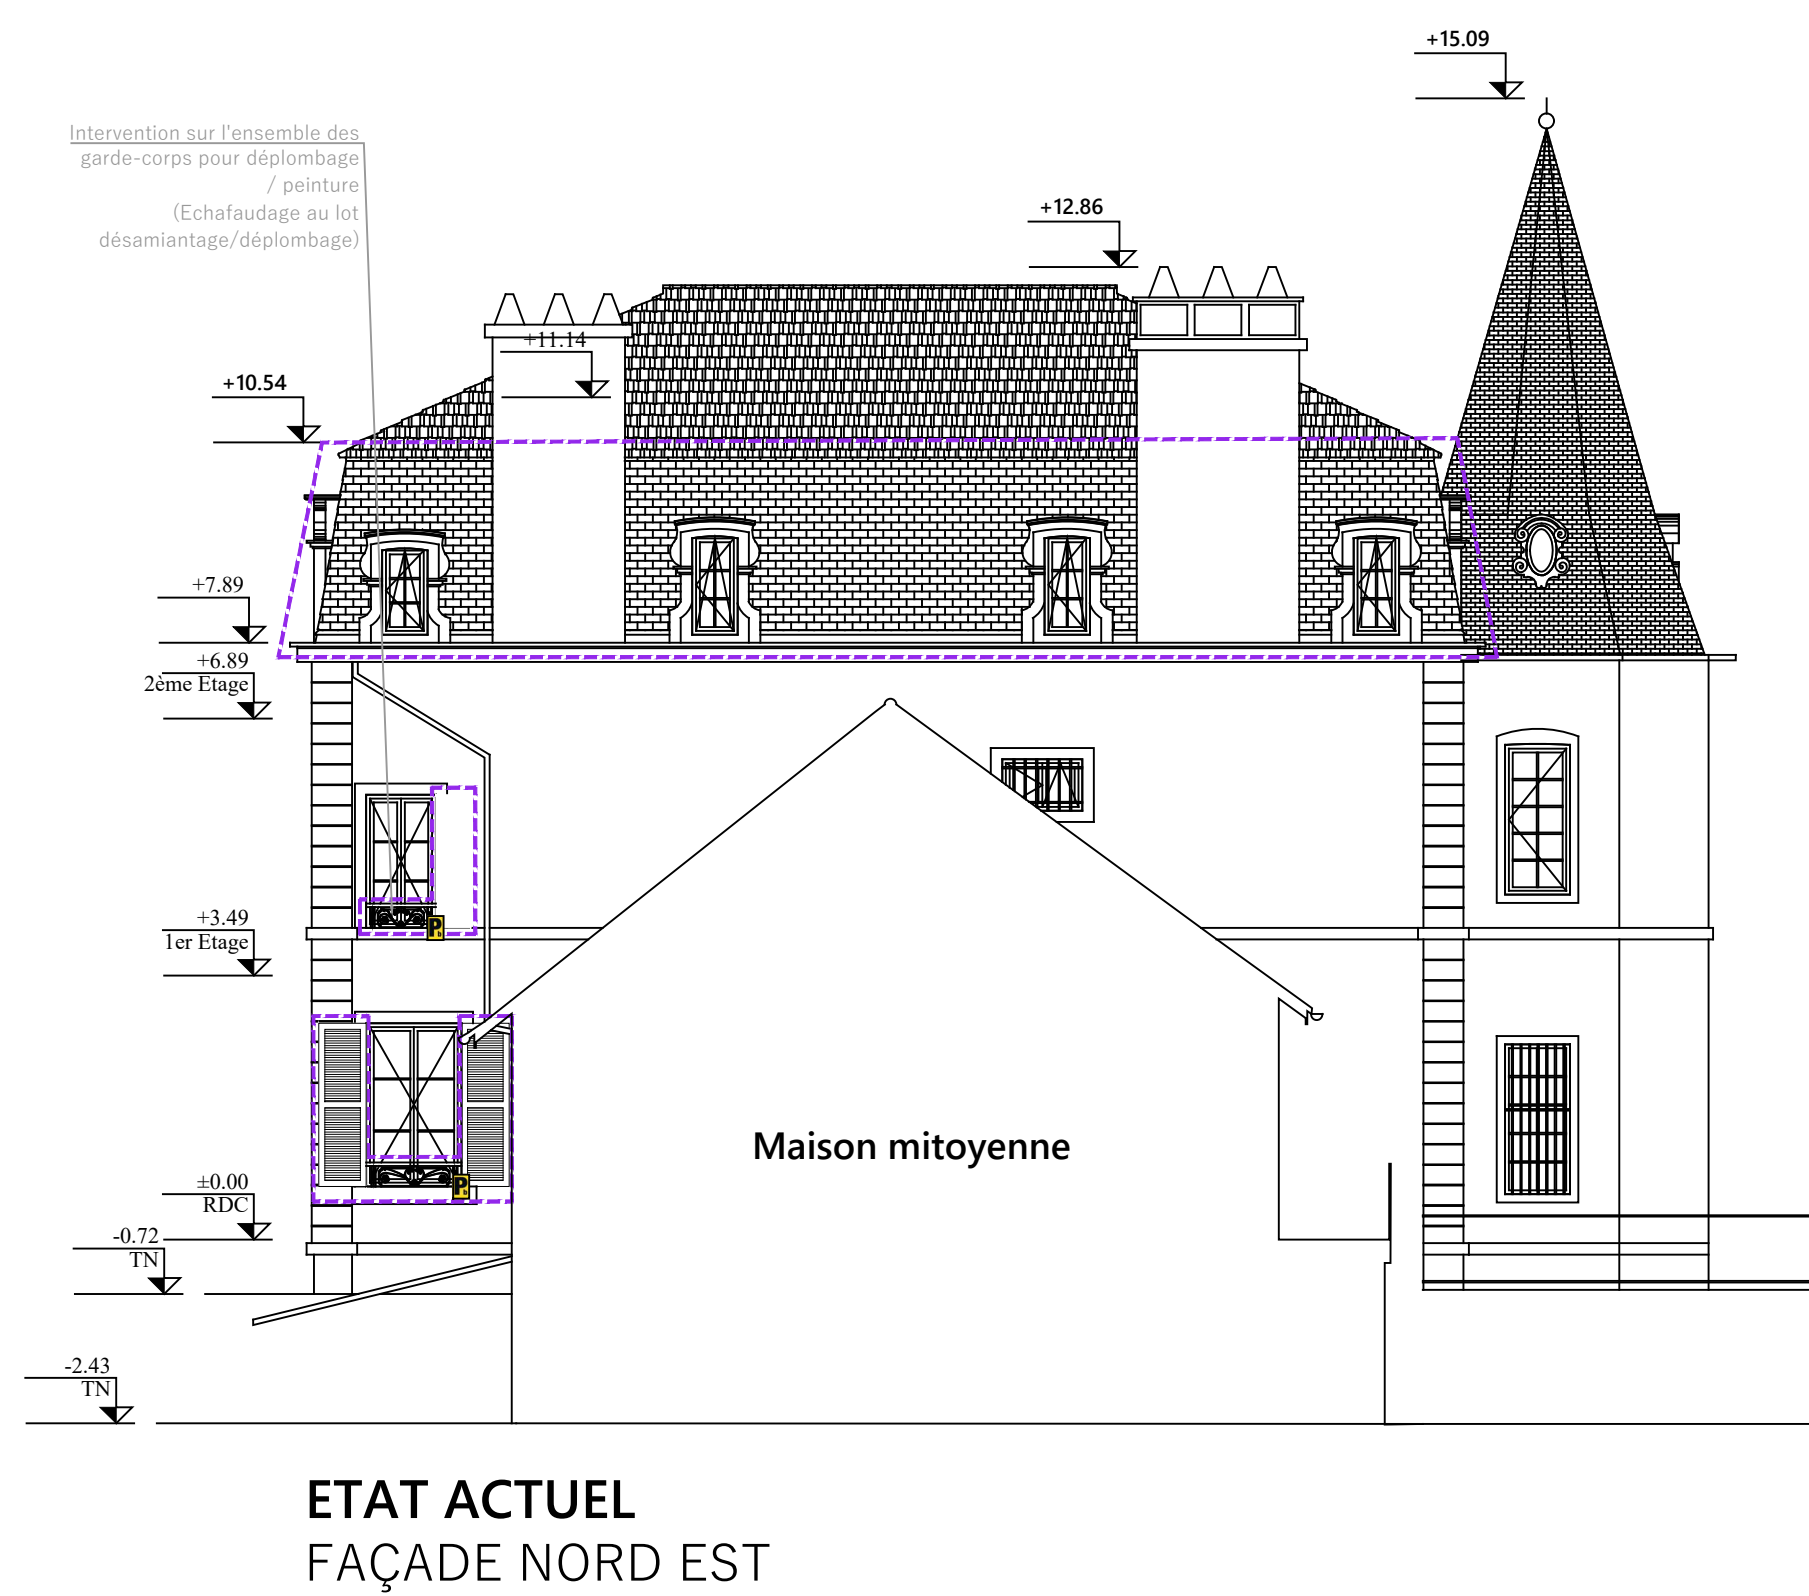 +15.09
Intervention sur l'ensemble des
garde-corps pour déplombage
/ peinture
(Echafaudage au lot
désamiantage/déplombage)
+12.86
+11.14
+10.54
+7.89
+6.89
2ème Etage
+3.49
1er Etage
Pb
Maison mitoyenne
Pb
±0.00
RDC
-0.72
TN
-2.43
TN
ETAT ACTUEL
FAÇADE NORD EST